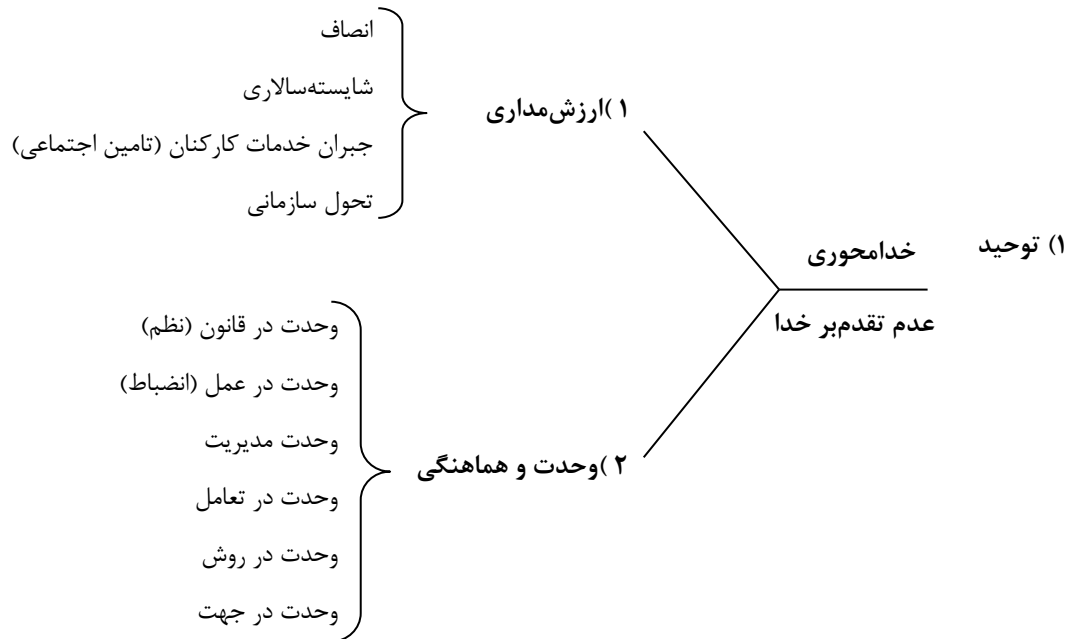 ۱) توحید
خدامحوری
عدم تقدم‌بر خدا
۱)ارزش‌مداری
انصاف
شایسته‌سالاری
جبران خدمات کارکنان (تامین اجتماعی)
تحول سازمانی
۲)وحدت و هماهنگی
وحدت در قانون (نظم)
وحدت در عمل (انضباط)
وحدت مدیریت
وحدت در تعامل
وحدت در روش
وحدت در جهت